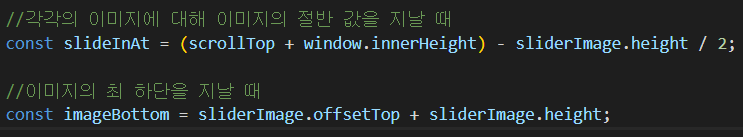 //각각의 이미지에 대해 이미지의 절반 값을 지날 때
const slideInAt = (scrollTop + window.innerHeight) - sliderImage.height / 2;
//이미지의 최 하단을 지날 때
const imageBottom = sliderImage.offsetTop + sliderImage.height;